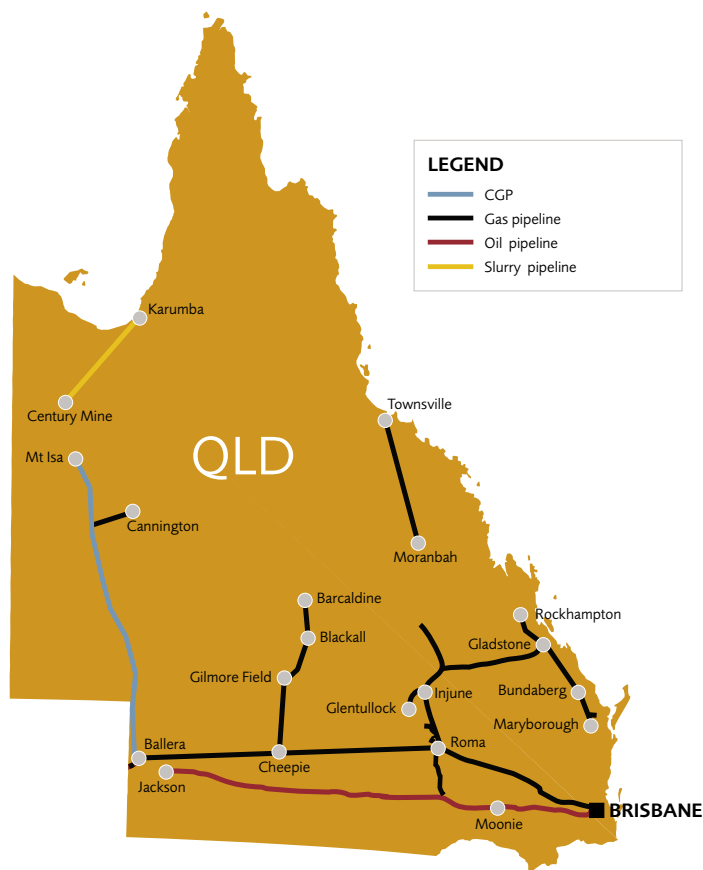 LEGEND
CGP
Gas pipeline
Oil pipeline
Slurry pipeline
Karumba
Century Mine
Townsville
Mt Isa
QLD
Cannington
Moranbah
Barcaldine
Rockhampton
Blackall
Gladstone
Gilmore Field
Injune
Bundaberg
Glentullock
Maryborough
Ballera
Roma
Cheepie
Jackson
BRISBANE
Moonie